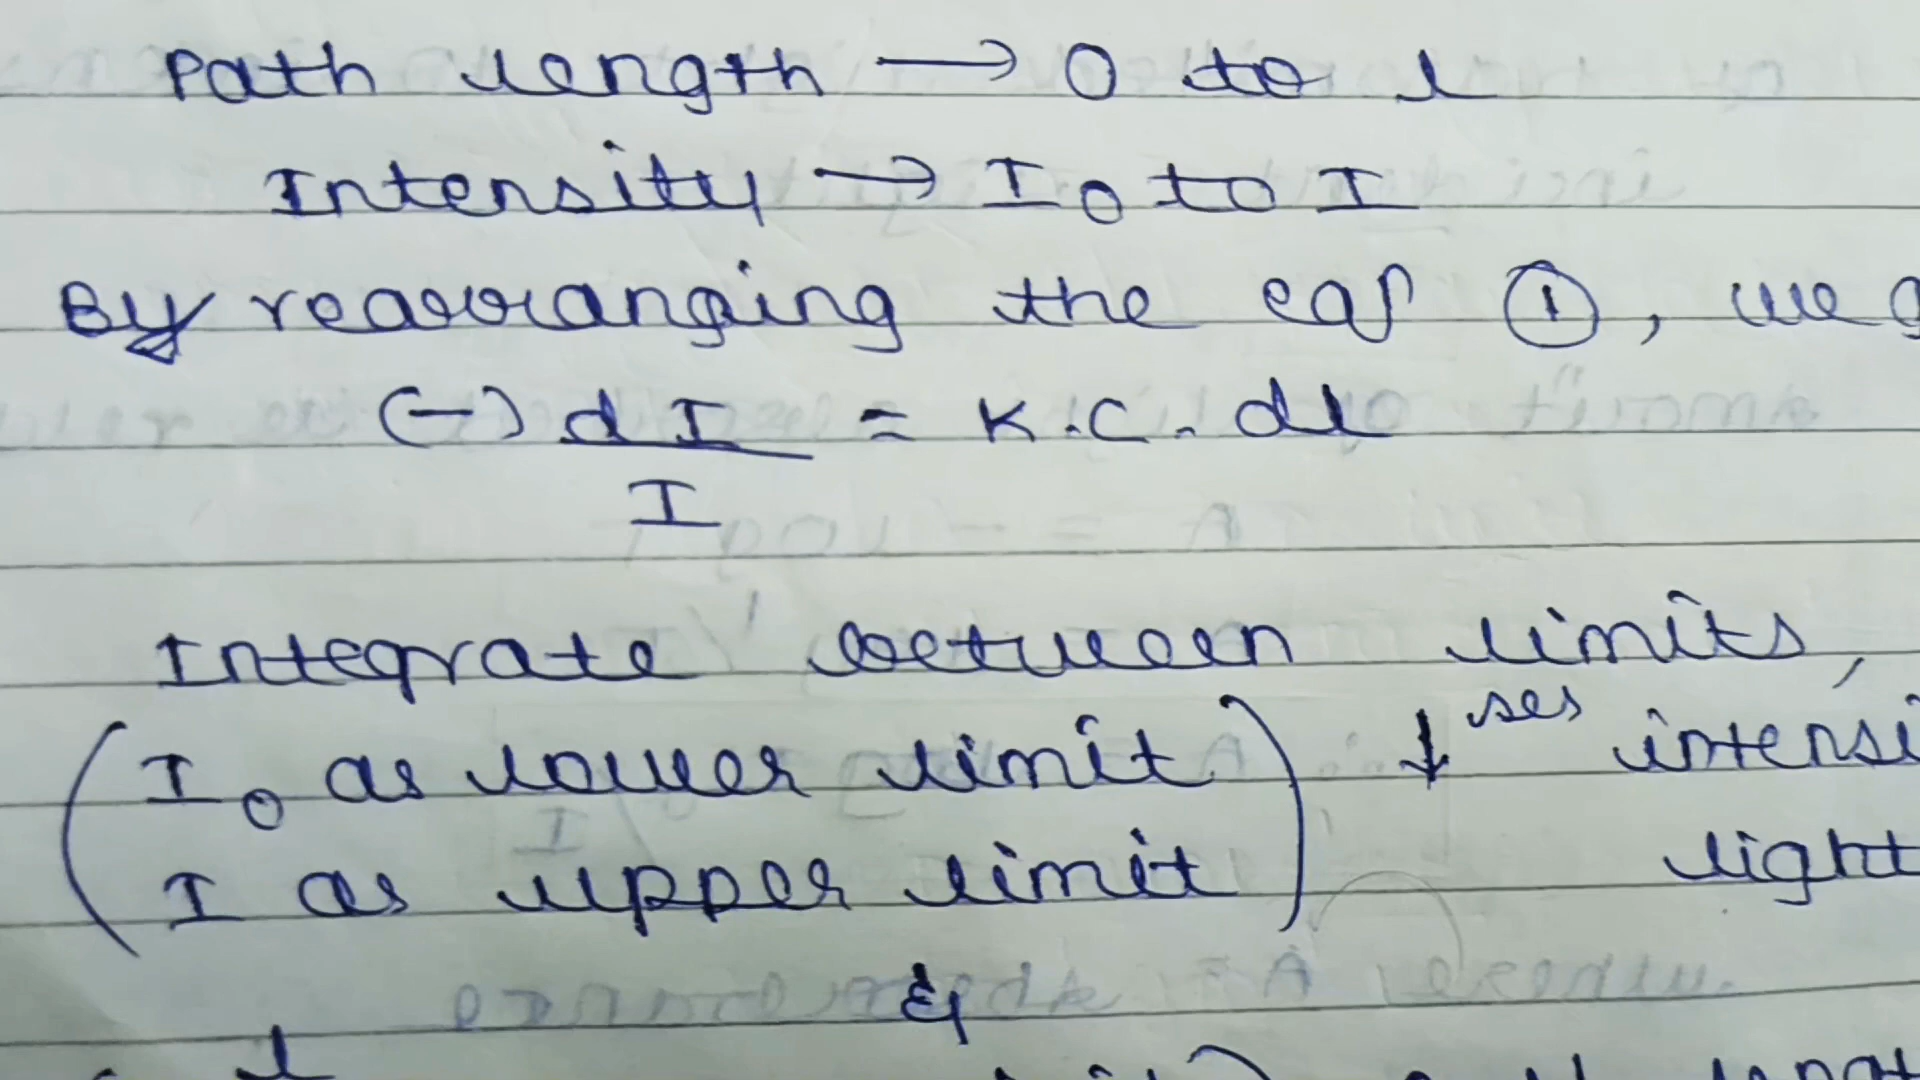 Path length → 0 to l
Intensity → I₀ to I
By rearranging the eqⁿ ①, we
(-) dI / I = K.C. dl
Integrate between limits,
(I₀ as lower limit) ↓ses intensi
I as upper limit) light
&